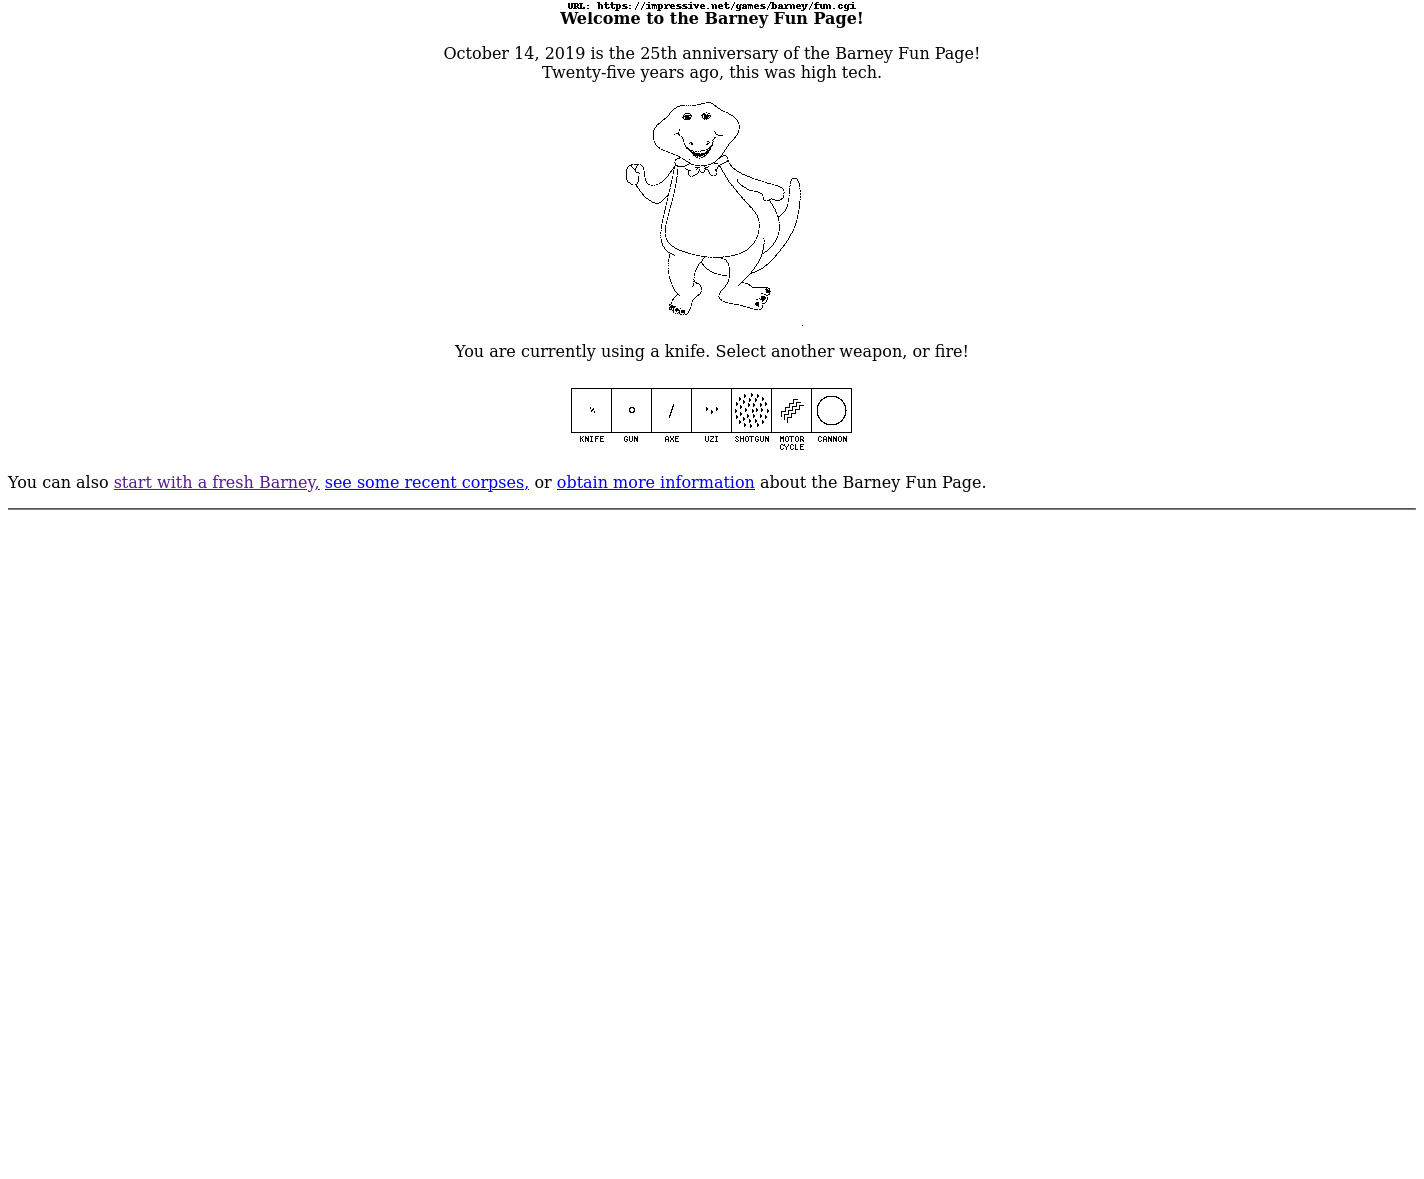 URL: https://impressive.net/games/barney/fun.cgi
Welcome to the Barney Fun Page!
October 14, 2019 is the 25th anniversary of the Barney Fun Page!
Twenty-five years ago, this was high tech.
You are currently using a knife. Select another weapon, or fire!
KNIFE GUN AXE UZI SHOTGUN MOTOR CYCLE CANNON
You can also start with a fresh Barney, see some recent corpses, or obtain more information about the Barney Fun Page.